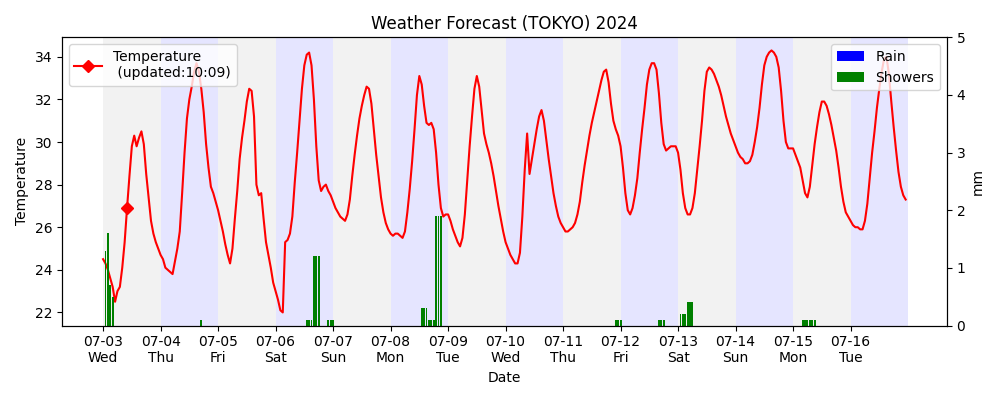 Weather Forecast (TOKYO) 2024
Temperature
(updated:10:09)
Rain
Showers
Temperature
34
32
30
28
26
24
22
5
4
3
2
1
0
mm
07-03 07-04 07-05 07-06 07-07 07-08 07-09 07-10 07-11 07-12 07-13 07-14 07-15 07-16
Wed Thu Fri Sat Sun Mon Tue Wed Thu Fri Sat Sun Mon Tue
Date